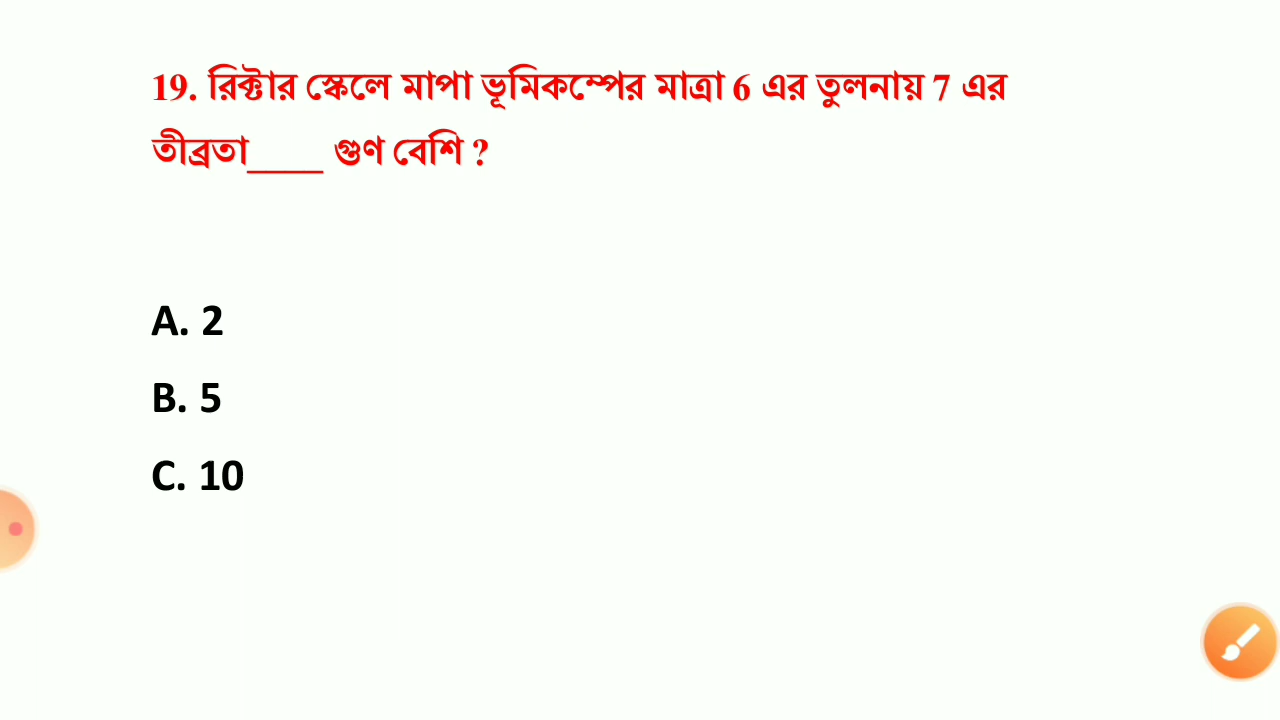 19. রিক্টার স্কেলে মাপা ভূমিকম্পের মাত্রা 6 এর তুলনায় 7 এর
তীব্রতা____ গুণ বেশি ?
A. 2
B. 5
C. 10